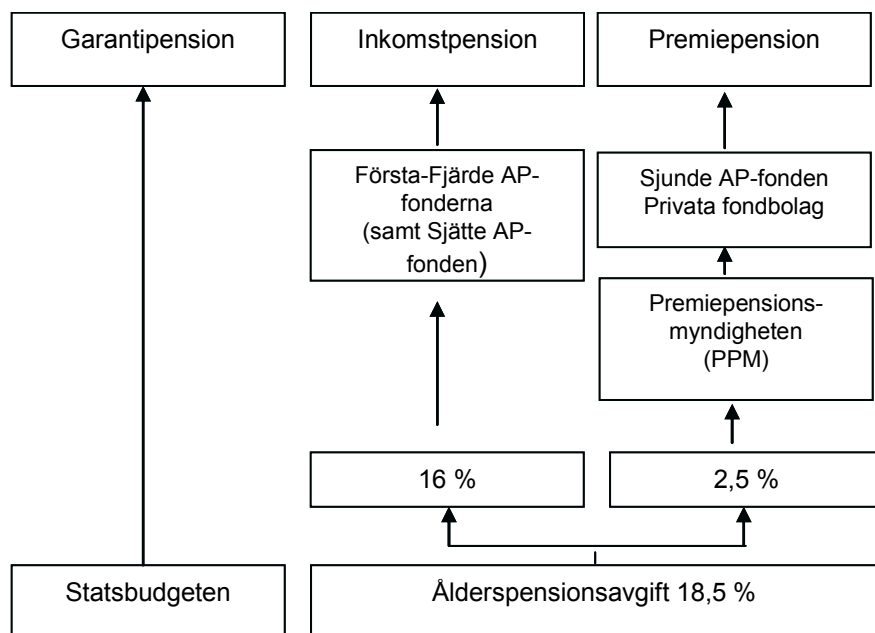 Garantipension
Inkomstpension
Premiepension
Första-Fjärde AP-
fonderna
(samt Sjätte AP-
fonden)
Sjunde AP-fonden
Privata fondbolag
Premiepensions-
myndigheten
(PPM)
16 %
2,5 %
Statsbudgeten
Ålderspensionsavgift 18,5 %